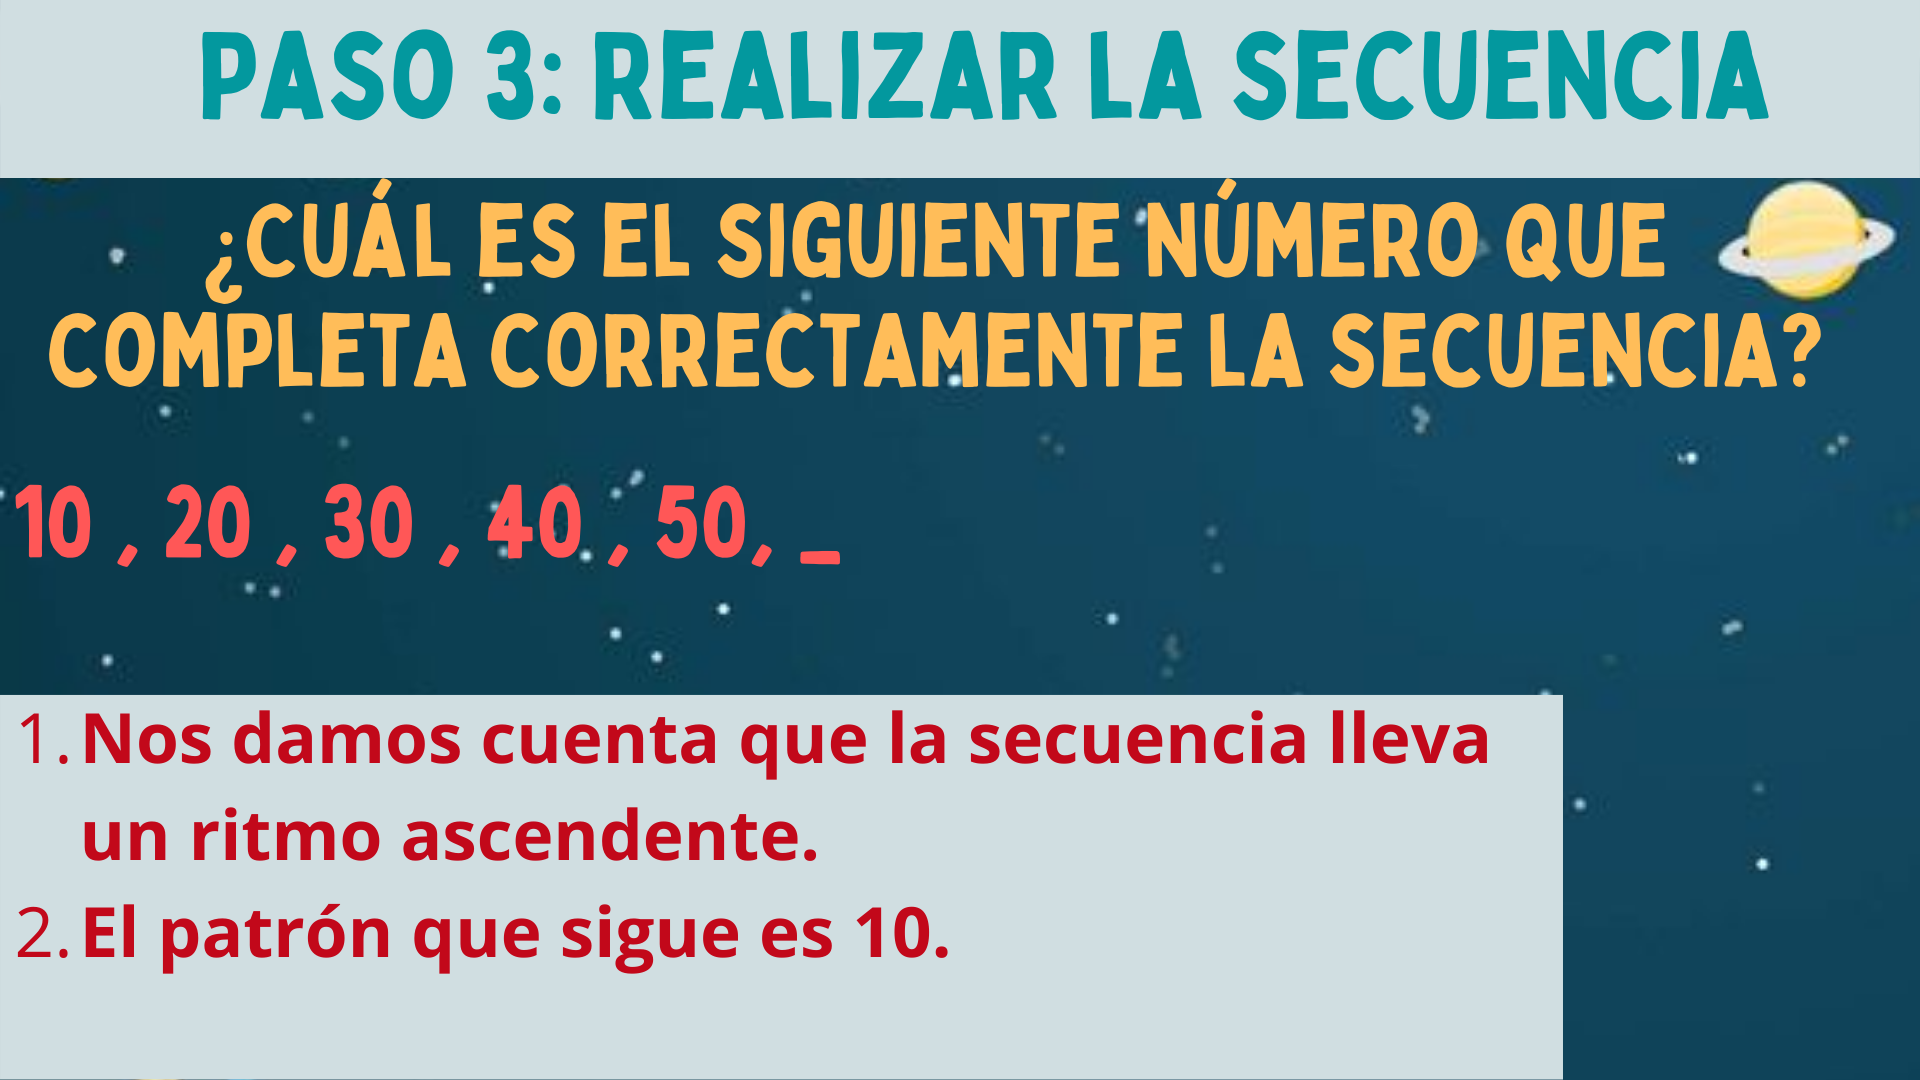 PASO 3: REALIZAR LA SECUENCIA
¿CUÁL ES EL SIGUIENTE NÚMERO QUE
COMPLETA CORRECTAMENTE LA SECUENCIA?
10 , 20 , 30 , 40 , 50, _
1. Nos damos cuenta que la secuencia lleva
un ritmo ascendente.
2. El patrón que sigue es 10.